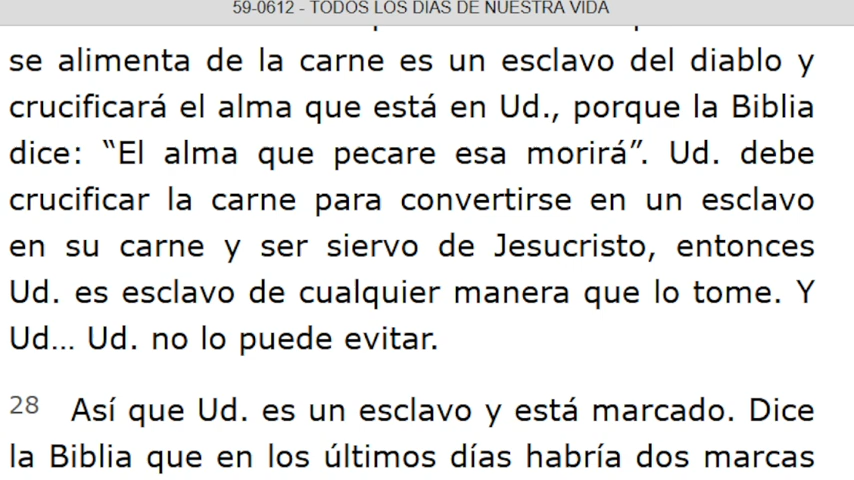 59-0612 - TODOS LOS DIAS DE NUESTRA VIDA
se alimenta de la carne es un esclavo del diablo y
crucificará el alma que está en Ud., porque la Biblia
dice: “El alma que pecare esa morirá”. Ud. debe
crucificar la carne para convertirse en un esclavo
en su carne y ser siervo de Jesucristo, entonces
Ud. es esclavo de cualquier manera que lo tome. Y
Ud... Ud. no lo puede evitar.
28 Así que Ud. es un esclavo y está marcado. Dice
la Biblia que en los últimos días habría dos marcas